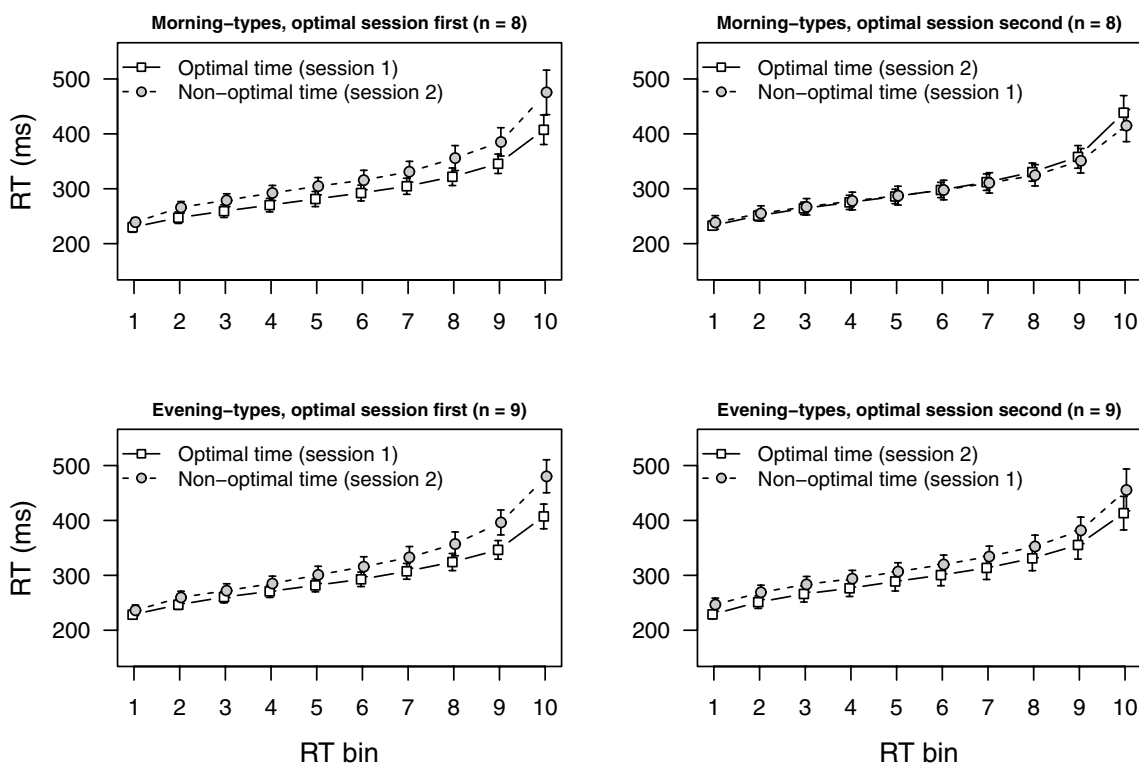 Morning−types, optimal session first (n = 8)
RT (ms)
500
400
300
200
Optimal time (session 1)
Non−optimal time (session 2)
1 2 3 4 5 6 7 8 9 10
Morning−types, optimal session second (n = 8)
500
400
300
200
Optimal time (session 2)
Non−optimal time (session 1)
1 2 3 4 5 6 7 8 9 10
Evening−types, optimal session first (n = 9)
RT (ms)
500
400
300
200
Optimal time (session 1)
Non−optimal time (session 2)
1 2 3 4 5 6 7 8 9 10
RT bin
Evening−types, optimal session second (n = 9)
500
400
300
200
Optimal time (session 2)
Non−optimal time (session 1)
1 2 3 4 5 6 7 8 9 10
RT bin